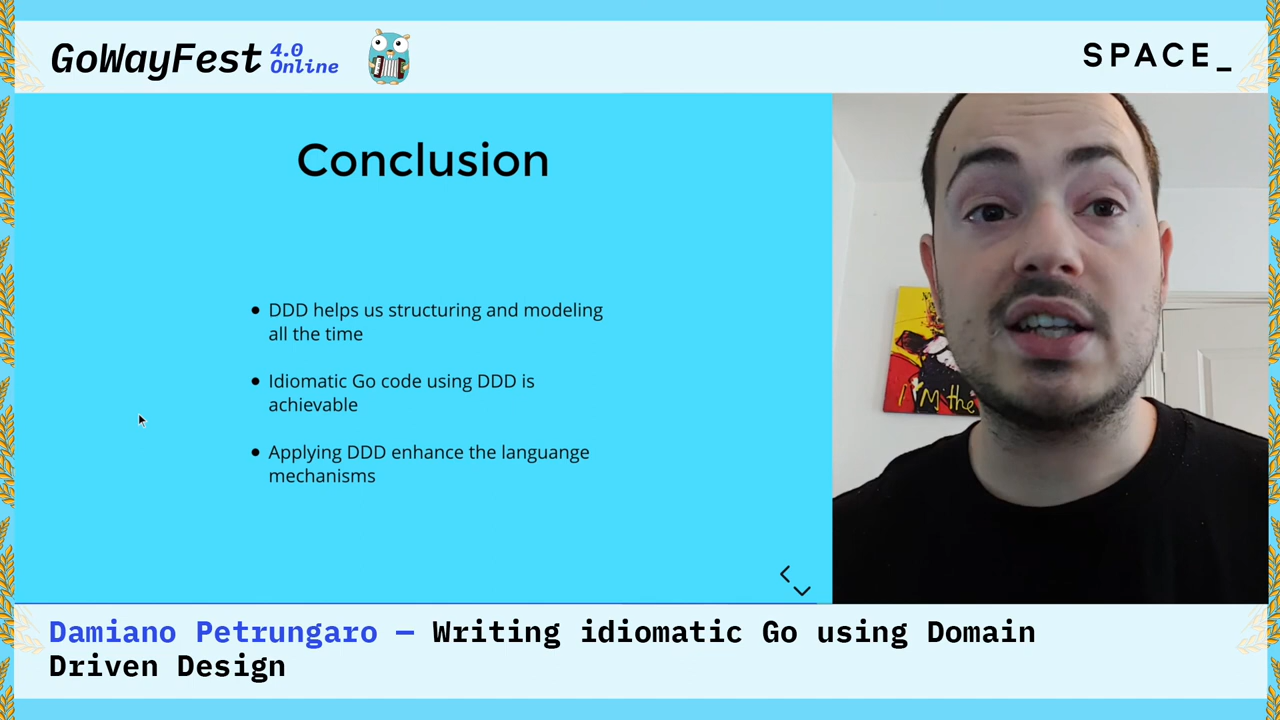 GoWayFest 4.0 Online
SPACE_
Conclusion
• DDD helps us structuring and modeling
all the time
• Idiomatic Go code using DDD is
achievable
• Applying DDD enhance the languange
mechanisms
I'M the
Damiano Petrungaro — Writing idiomatic Go using Domain
Driven Design